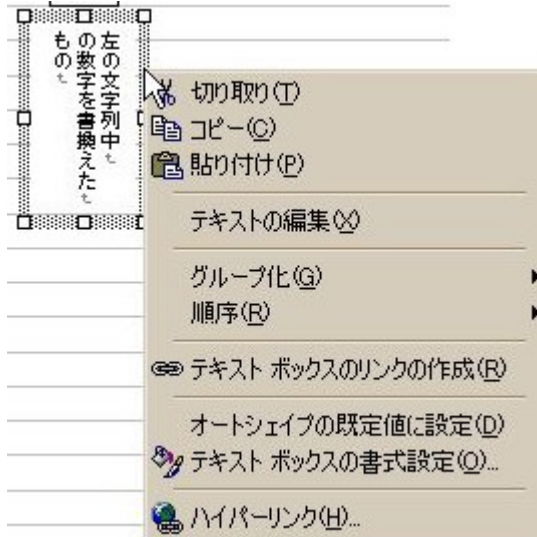 左の文字列中
の数字を書換えた
もの
切り取り(T)
コピー(C)
貼り付け(P)
テキストの編集(X)
グループ化(G)
順序(R)
テキスト ボックスのリンクの作成(R)
オートシェイプの既定値に設定(D)
テキスト ボックスの書式設定(O)...
ハイパーリンク(H)...